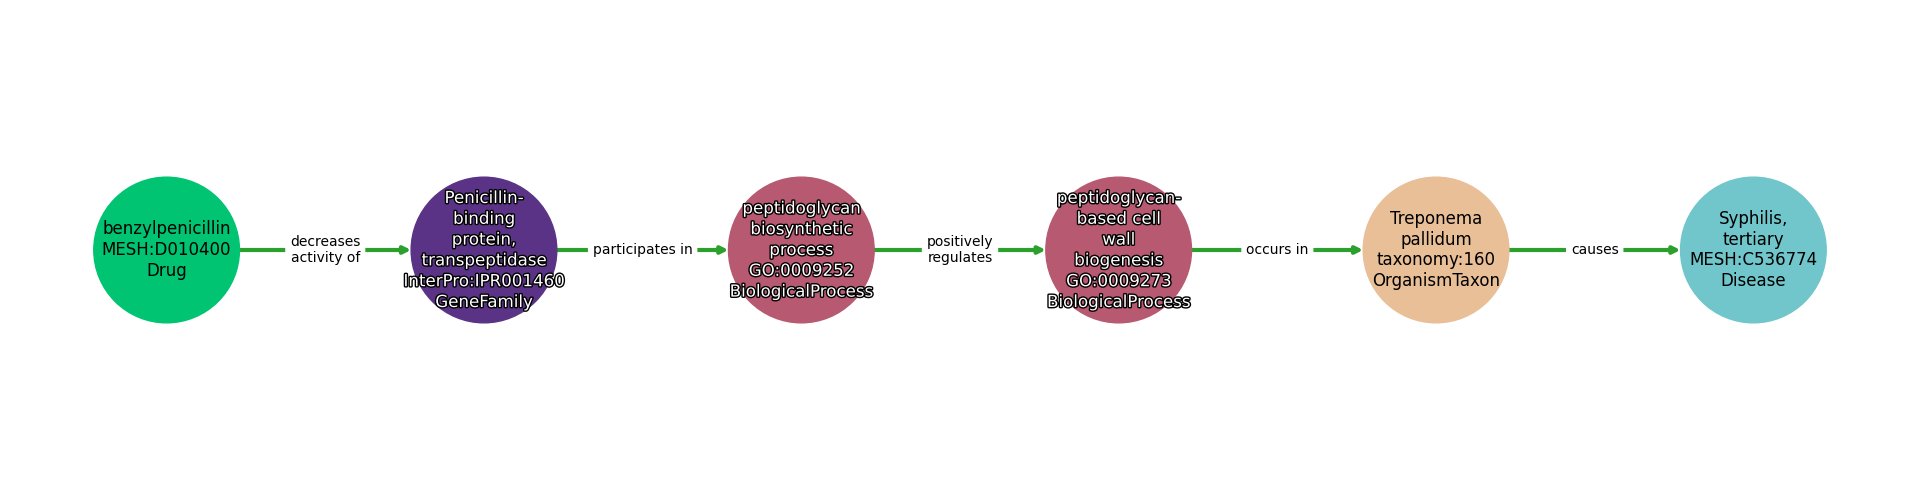 benzylpenicillin
MESH:D010400
Drug
decreases
activity of
Penicillin-
binding
protein,
transpeptidase
InterPro:IPR001460
GeneFamily
participates in
peptidoglycan
biosynthetic
process
GO:0009252
BiologicalProcess
positively
regulates
peptidoglycan-
based cell
wall
biogenesis
GO:0009273
BiologicalProcess
occurs in
Treponema
pallidum
taxonomy:160
OrganismTaxon
causes
Syphilis,
tertiary
MESH:C536774
Disease